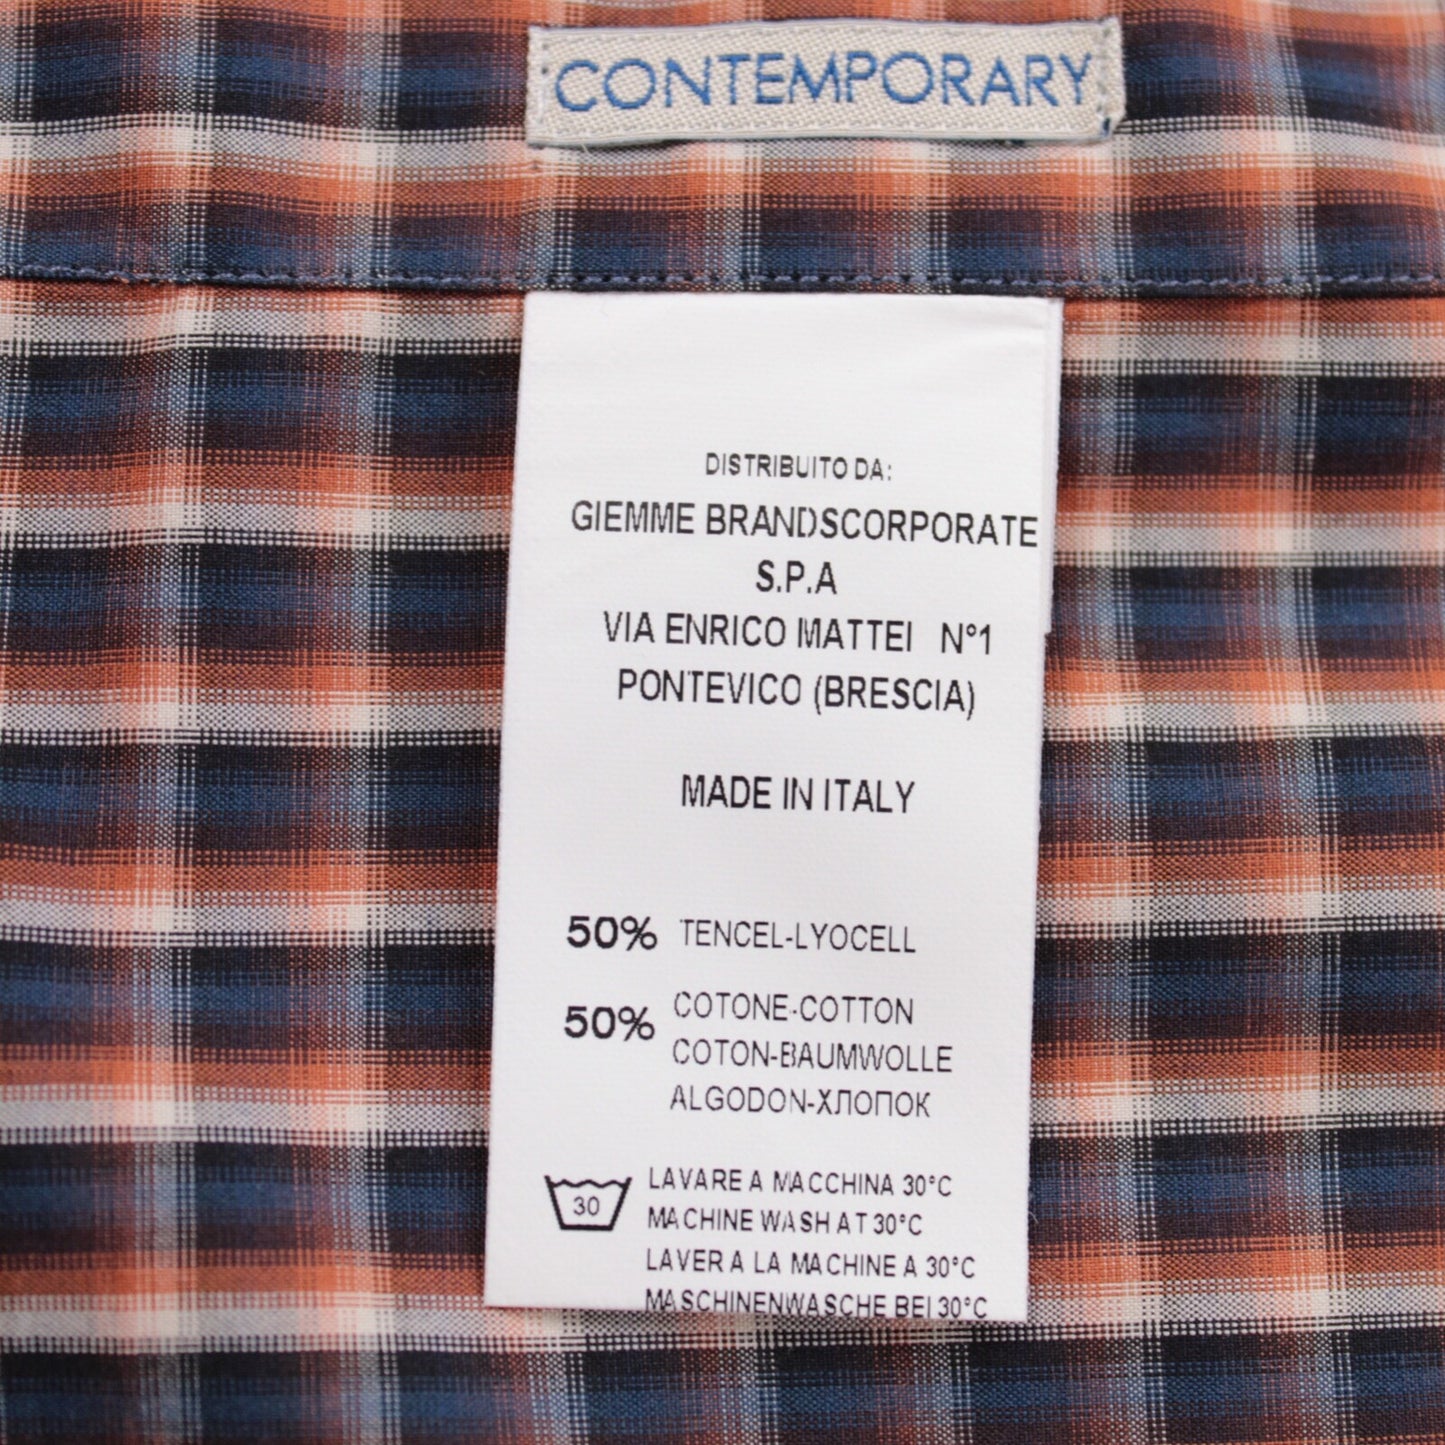 CONTEMPORARY
DISTRIBUITO DA:
GIEMME BRANDSCORPORATE
S.P.A
VIA ENRICO MATTEI N°1
PONTEVICO (BRESCIA)
MADE IN ITALY
50% TENCEL-LYOCELL
50% COTONE-COTTON
COTON-BAUMWOLLE
ALGODON-ХЛОПОК
30
LAVARE A MACCHINA 30°C
MACHINE WASH AT 30°C
LAVER A LA MACHINE A 30°C
MASCHINENWASCHE BEI 30°C